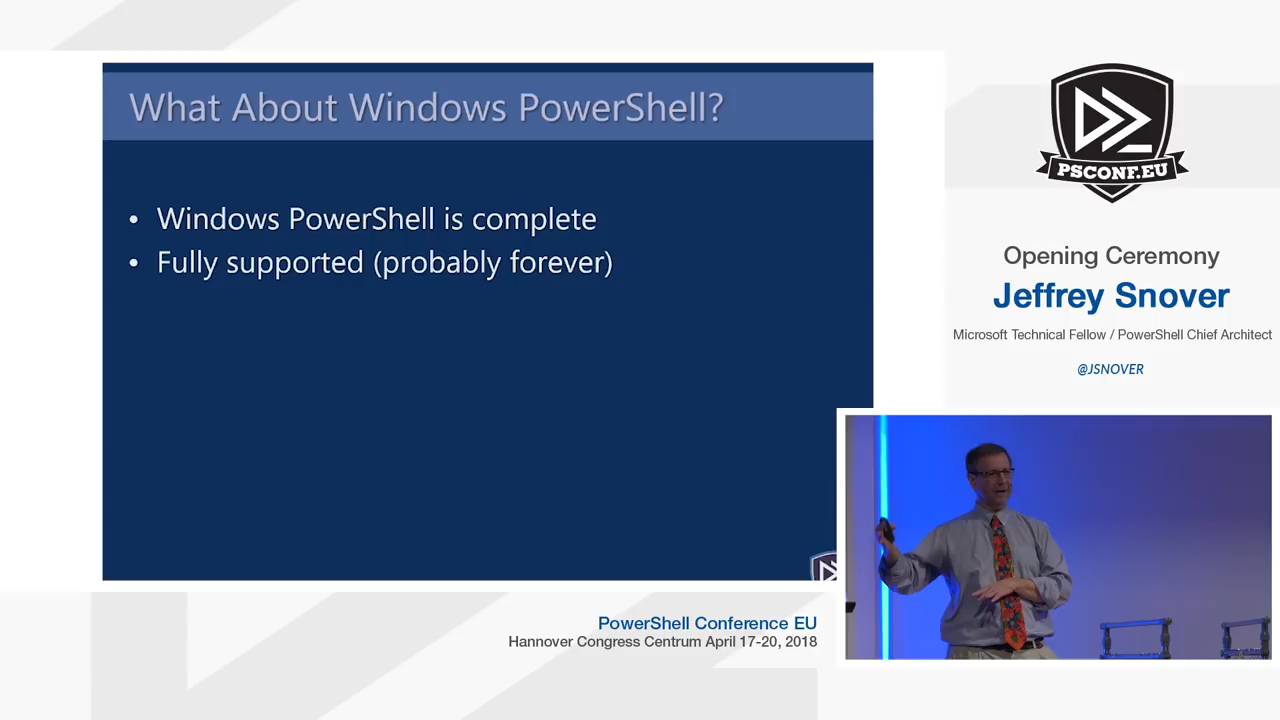 What About Windows PowerShell?
• Windows PowerShell is complete
• Fully supported (probably forever)
PSCONF.EU
Opening Ceremony
Jeffrey Snover
Microsoft Technical Fellow / PowerShell Chief Architect
@JSNOVER
PowerShell Conference EU
Hannover Congress Centrum April 17-20, 2018